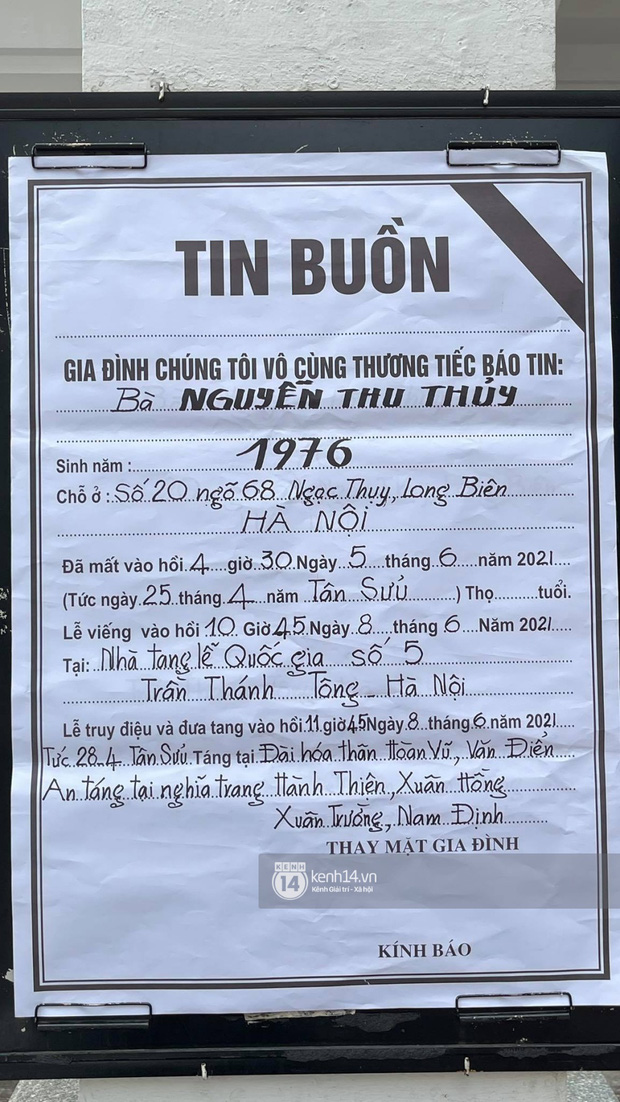 TIN BUỒN
GIA ĐÌNH CHÚNG TÔI VÔ CÙNG THƯƠNG TIẾC BÁO TIN:
Bà NGUYỄN THU THỦY
Sinh năm : 1976
Chỗ ở : Số 20 ngõ 68 Ngọc Thụy, Long Biên
HÀ NỘI
Đã mất vào hồi 4 giờ 30 Ngày 5 tháng 6 năm 2021
(Tức ngày 25 tháng 4 năm Tân Sửu ) Thọ tuổi.
Lễ viếng vào hồi 10 Giờ 45 Ngày 8 tháng 6 Năm 2021
Tại: Nhà tang lễ Quốc gia số 5
Trần Thánh Tông - Hà Nội
Lễ truy điệu và đưa tang vào hồi 11 giờ 45 Ngày 8 tháng 6 năm 2021
Tức 28.4 Tân Sửu Táng tại Đài hóa thân Hoàn Vũ, Văn Điển
An táng tại nghĩa trang Hành Thiện, Xuân Hồng
Xuân Trường, Nam Định
THAY MẶT GIA ĐÌNH
KENH 14
kenh14.vn
Kênh Giải trí - Xã hội
KÍNH BÁO